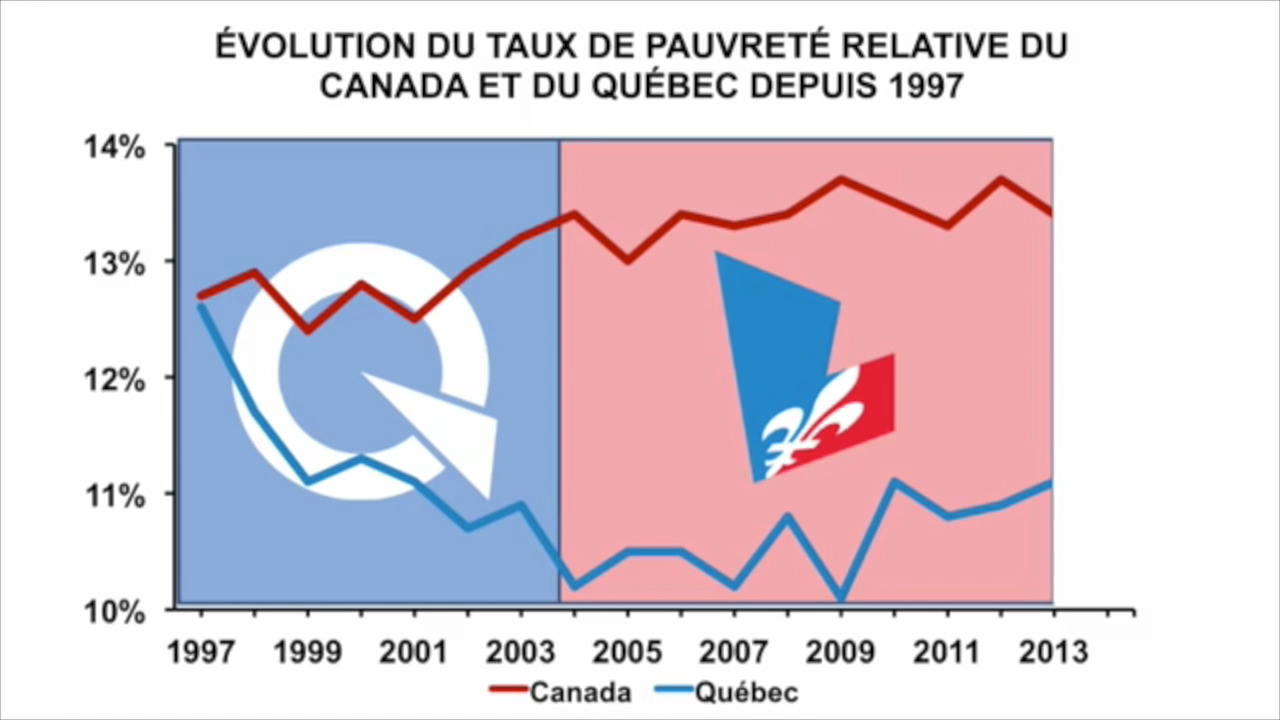 ÉVOLUTION DU TAUX DE PAUVRETÉ RELATIVE DU
CANADA ET DU QUÉBEC DEPUIS 1997
14%
13%
12%
11%
10%
1997 1999 2001 2003 2005 2007 2009 2011 2013
Canada Québec